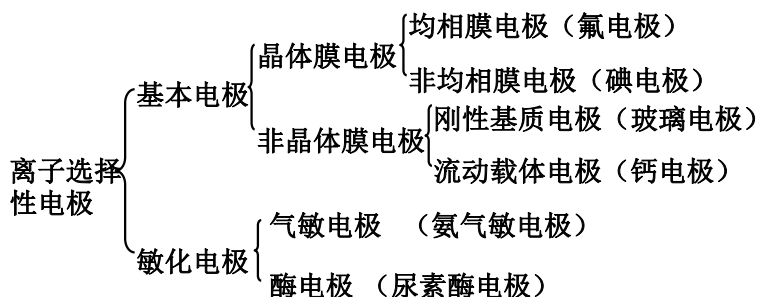 均相膜电极（氟电极）
晶体膜电极
非均相膜电极（碘电极）
基本电极
刚性基质电极（玻璃电极）
非晶体膜电极
流动载体电极（钙电极）
离子选择
性电极
气敏电极 （氨气敏电极）
敏化电极
酶电极 （尿素酶电极）